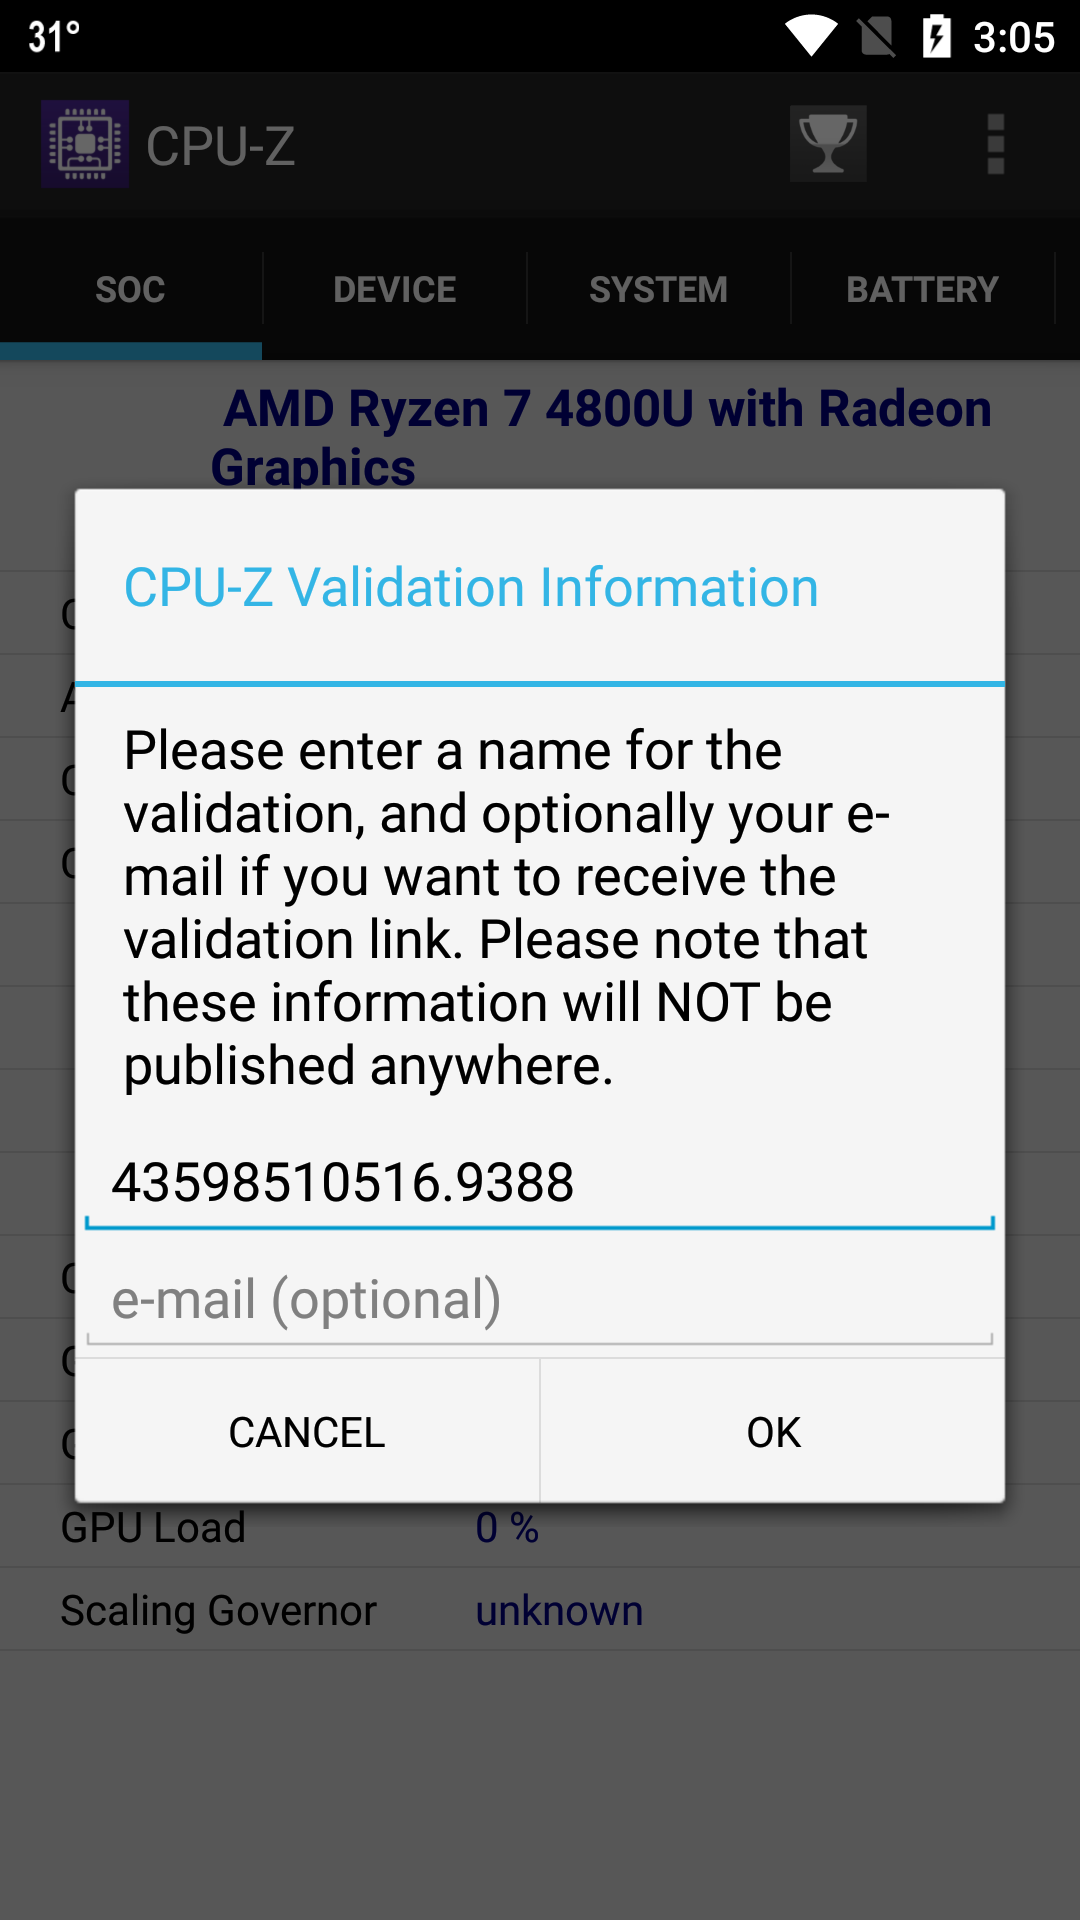 31°
3:05
CPU-Z
SOC
DEVICE
SYSTEM
BATTERY
AMD Ryzen 7 4800U with Radeon
Graphics
CPU-Z Validation Information
Please enter a name for the
validation, and optionally your e-
mail if you want to receive the
validation link. Please note that
these information will NOT be
published anywhere.
43598510516.9388
e-mail (optional)
CANCEL
OK
GPU Load
0 %
Scaling Governor
unknown